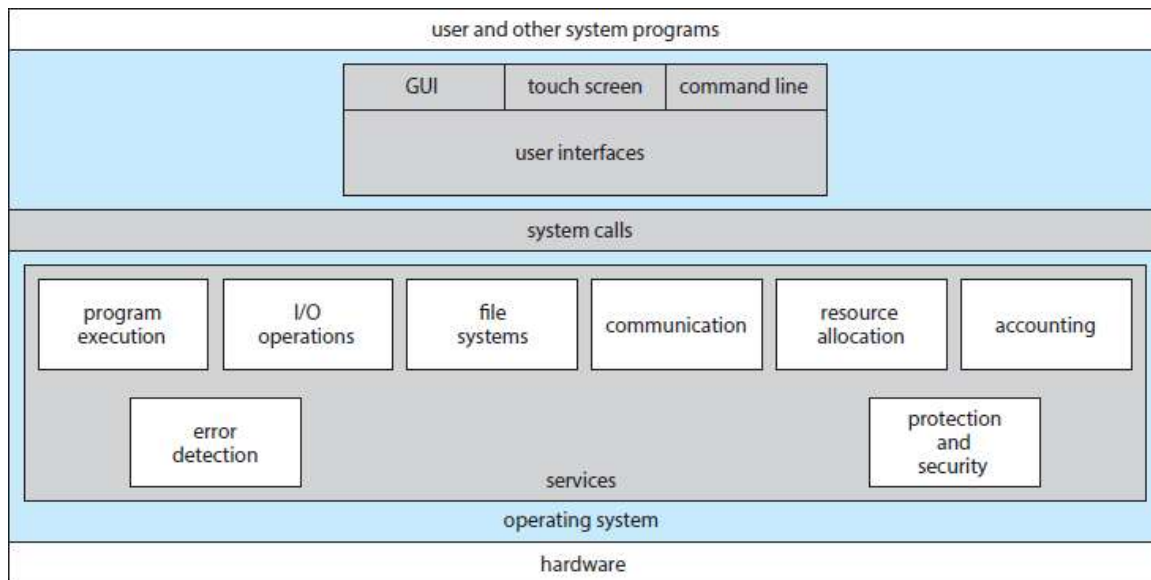 user and other system programs
GUI
touch screen
command line
user interfaces
system calls
program
execution
I/O
operations
file
systems
communication
resource
allocation
accounting
error
detection
protection
and
security
services
operating system
hardware